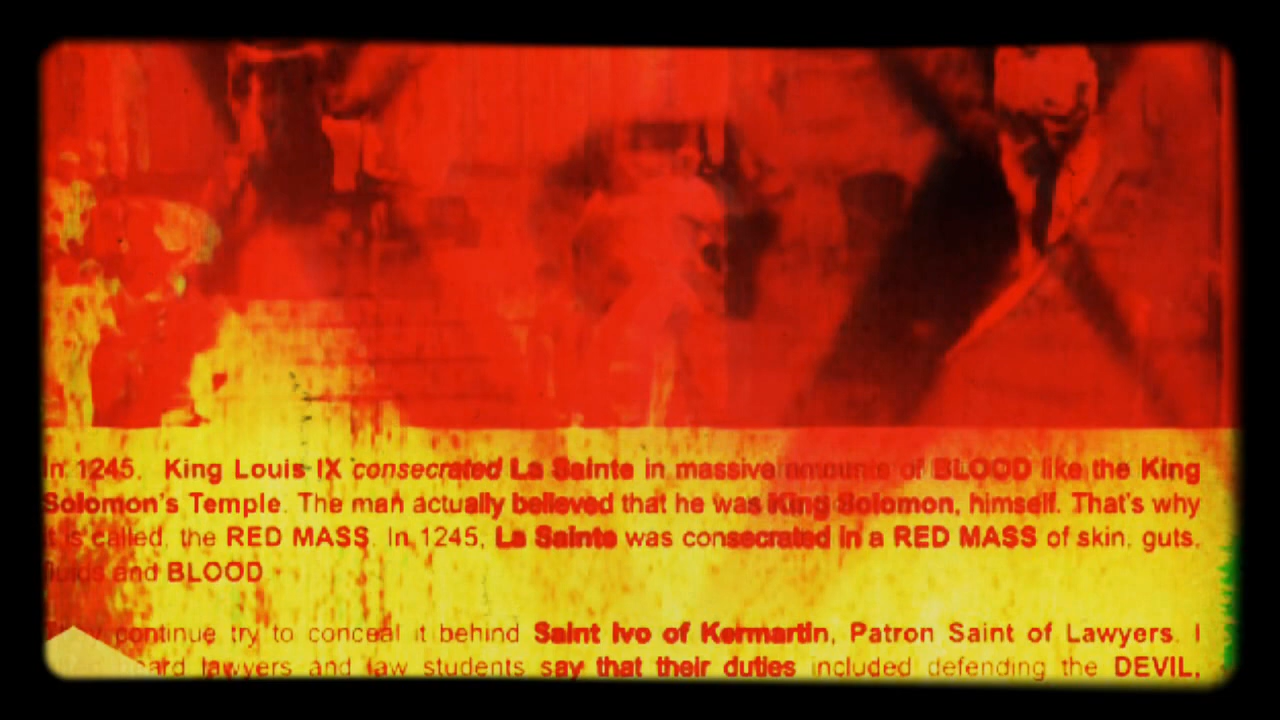 In 1245, King Louis IX consecrated La Sainte in massive amounts of BLOOD like the King
Solomon's Temple. The man actually believed that he was King Solomon, himself. That's why
it is called, the RED MASS. In 1245, La Sainte was consecrated in a RED MASS of skin, guts,
fluids and BLOOD
They continue try to conceal it behind Saint Ivo of Kermartin, Patron Saint of Lawyers. I
heard lawyers and law students say that their duties included defending the DEVIL,